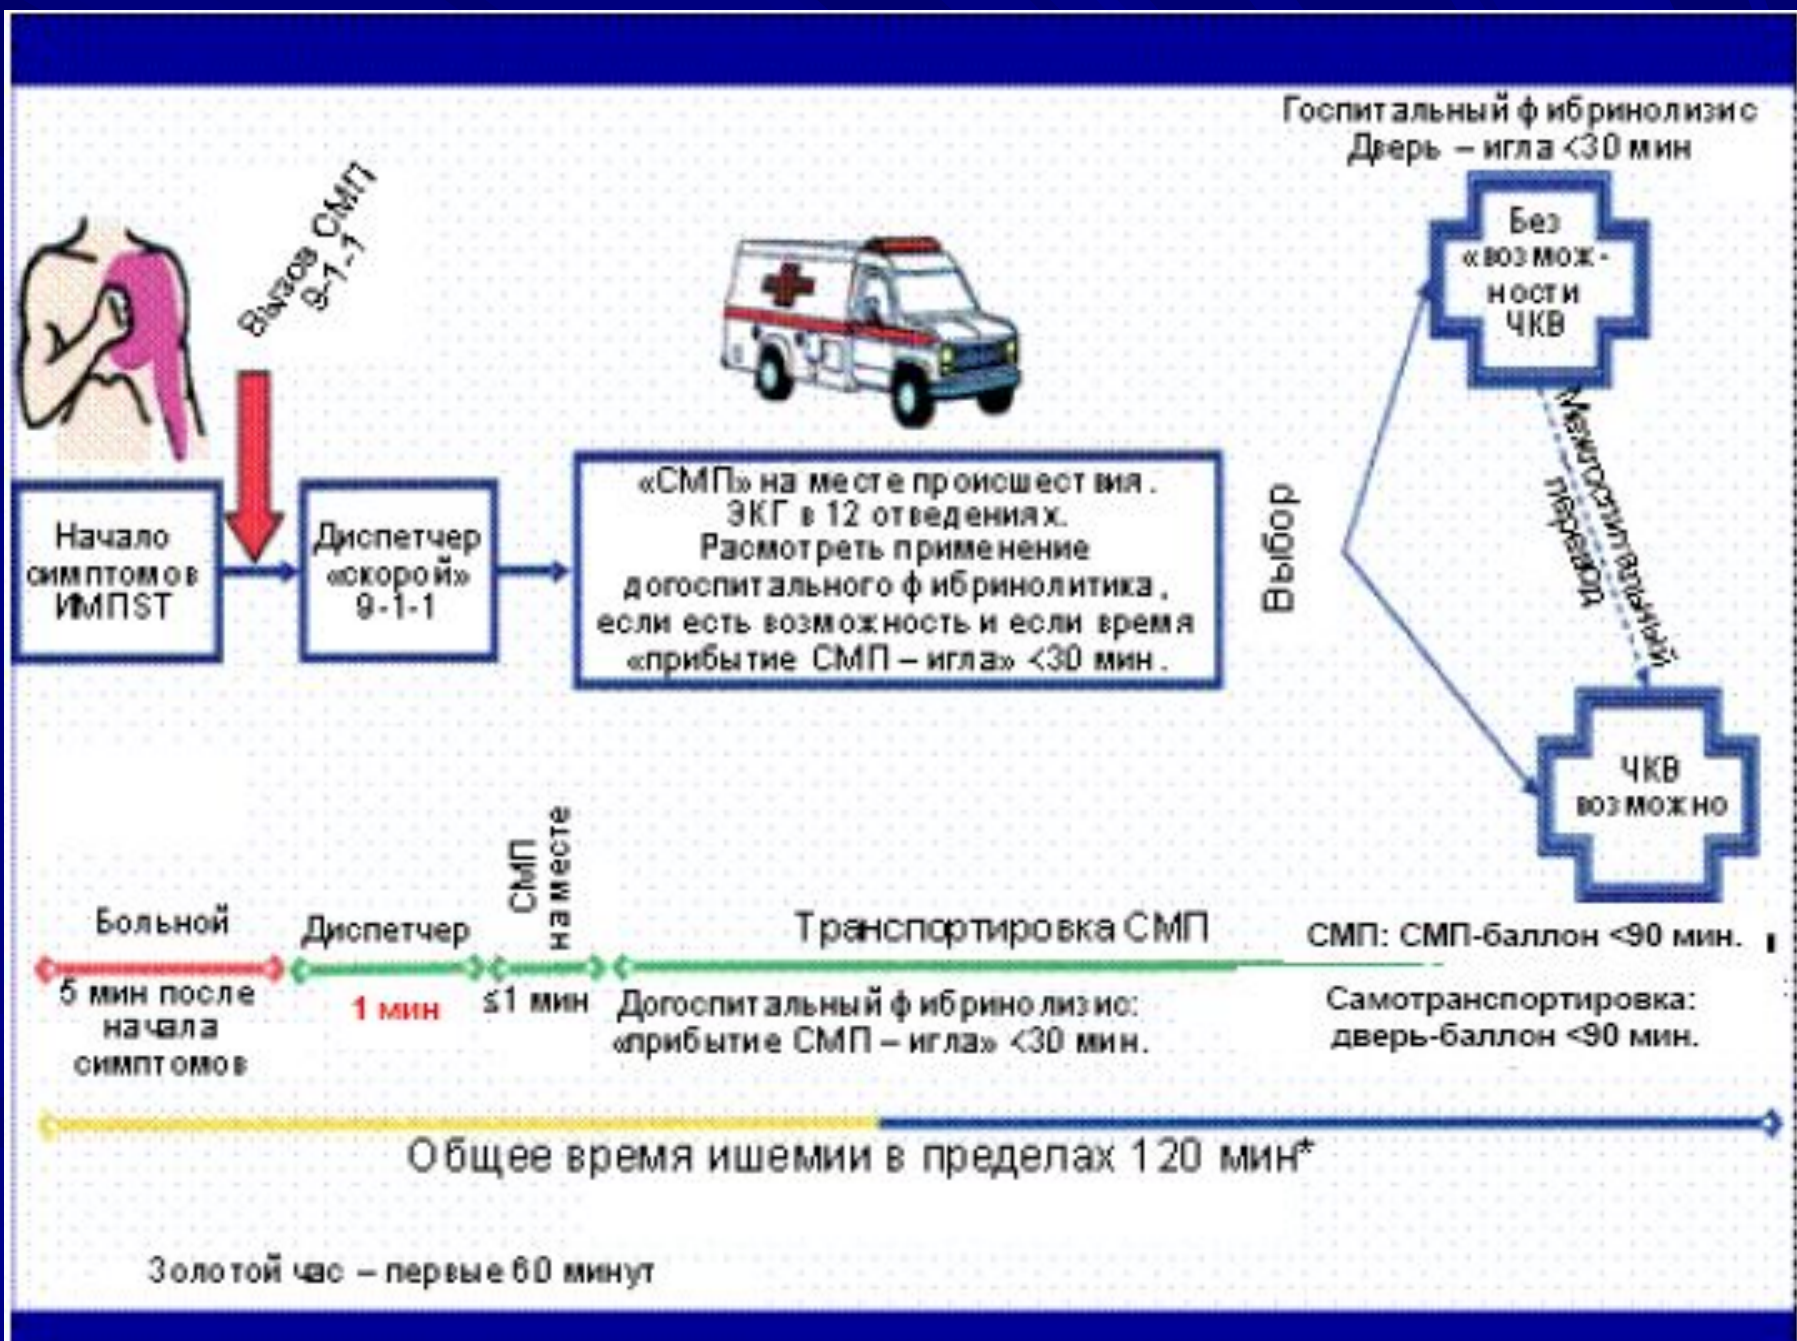 Госпитальный фибринолизис
Дверь – игла <30 мин
Вызов СМП
9-1-1
Без
«возмож-
ности
ЧКВ
Межгоспитальный
перевод
Начало
симптомов
ИМПST
Диспетчер
«скорой»
9-1-1
«СМП» на месте происшествия.
ЭКГ в 12 отведениях.
Расмотреть применение
догоспитального фибринолитика,
если есть возможность и если время
«прибытие СМП – игла» <30 мин.
Выбор
ЧКВ
возможно
Больной
Диспетчер
СМП
на месте
Транспортировка СМП
СМП: СМП-баллон <90 мин.
5 мин после
начала
симптомов
1 мин
≤1 мин
Догоспитальный фибринолизис:
«прибытие СМП – игла» <30 мин.
Самотранспортировка:
дверь-баллон <90 мин.
Общее время ишемии в пределах 120 мин*
Золотой час – первые 60 минут